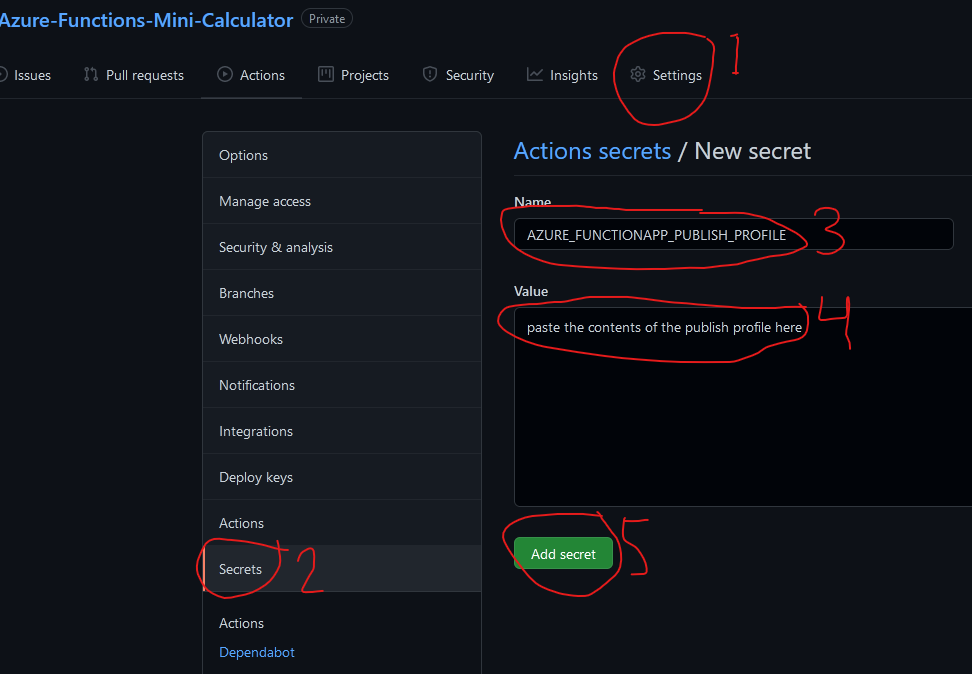 Azure-Functions-Mini-Calculator Private
Issues Pull requests Actions Projects Security Insights Settings 1
Options
Manage access
Security & analysis
Branches
Webhooks
Notifications
Integrations
Deploy keys
Actions
Secrets 2
Actions
Dependabot
Actions secrets / New secret
Name
AZURE_FUNCTIONAPP_PUBLISH_PROFILE 3
Value
paste the contents of the publish profile here 4
Add secret 5